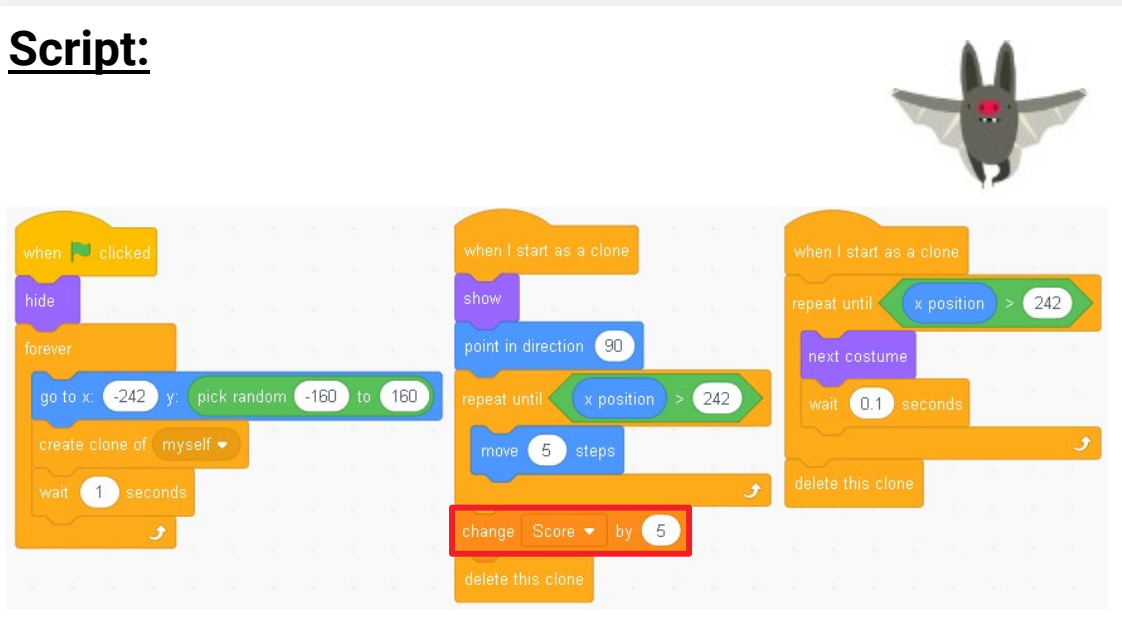 Script:
when clicked
hide
forever
go to x: -242 y: pick random -160 to 160
create clone of myself
wait 1 seconds
when I start as a clone
show
point in direction 90
repeat until x position > 242
move 5 steps
change Score by 5
delete this clone
when I start as a clone
repeat until x position > 242
next costume
wait 0.1 seconds
delete this clone